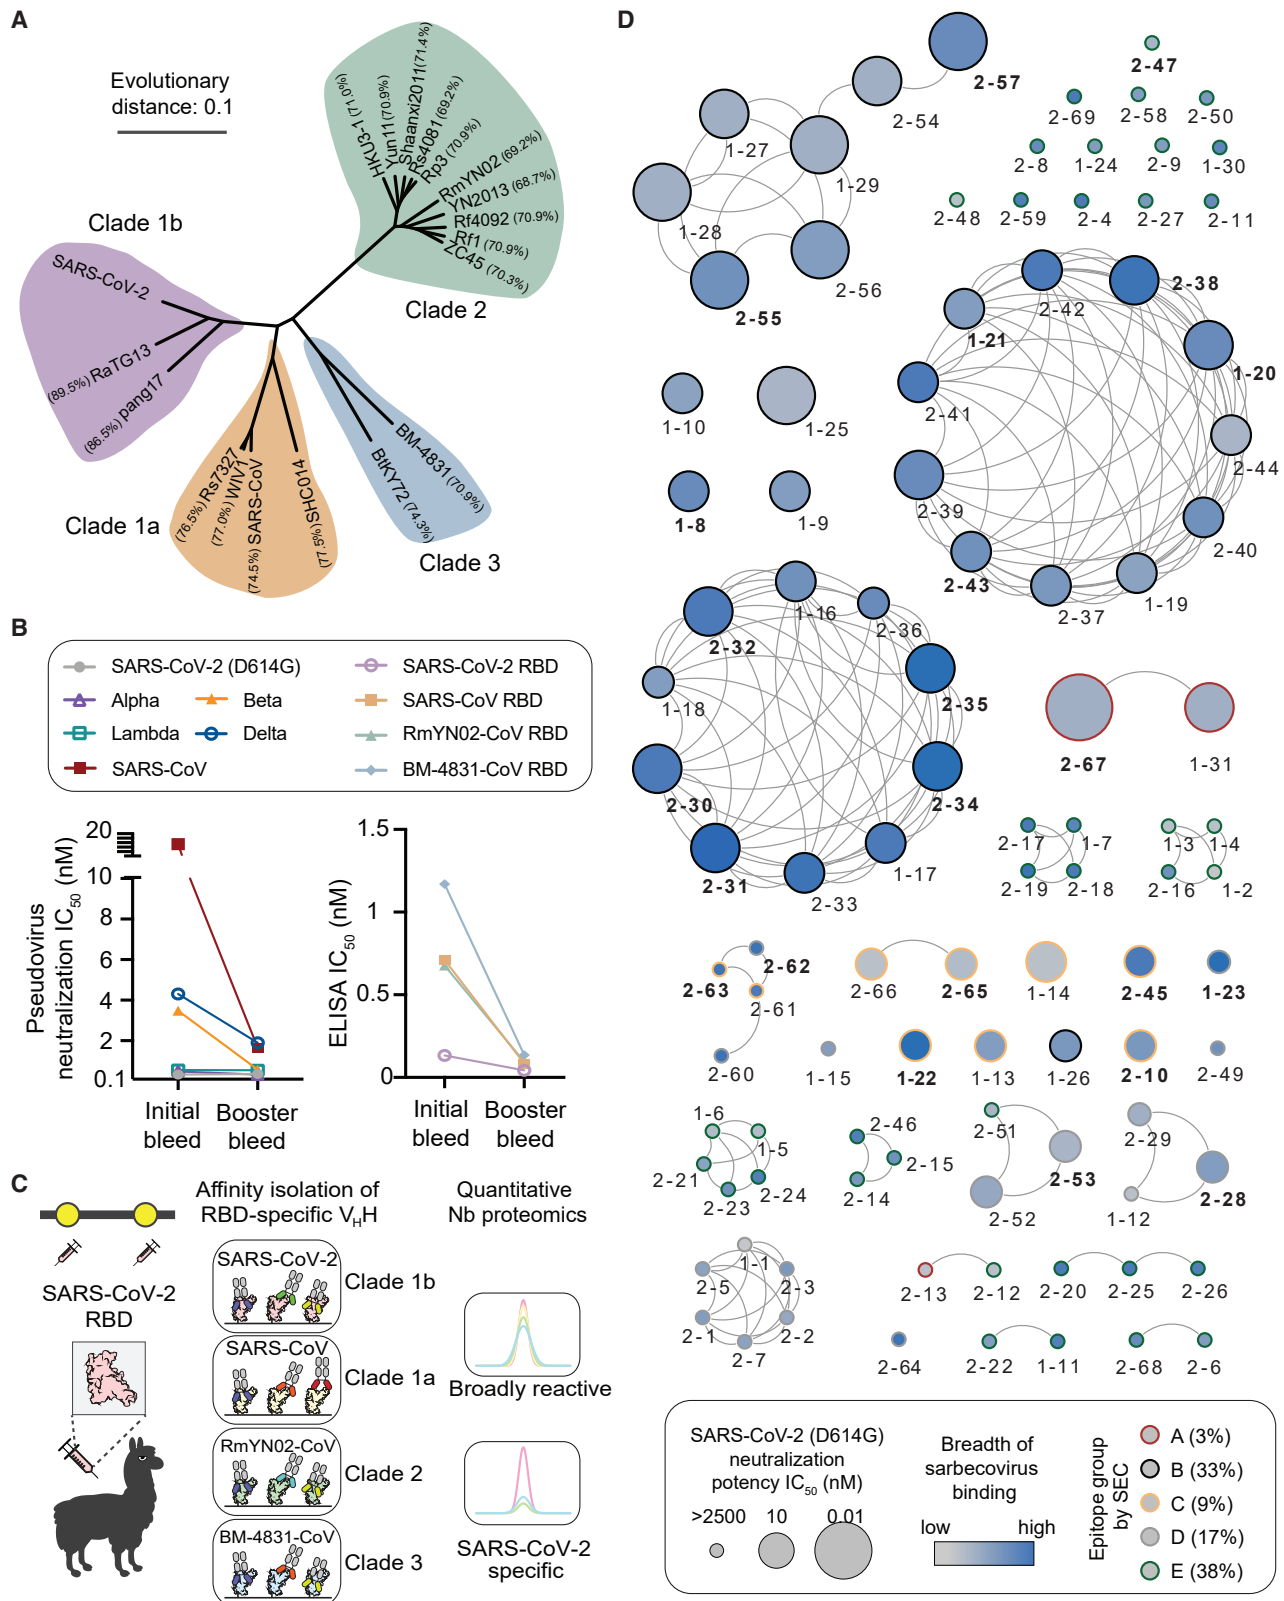 A
Evolutionary
distance: 0.1
HKU3-1 (71.0%)
Yun11 (70.9%)
Shaanxi2011 (71.4%)
Rs4081 (69.2%)
Rp3 (70.9%)
RmYN02 (69.2%)
YN2013 (68.7%)
Rf4092 (70.9%)
Rf1 (70.9%)
ZC45 (70.3%)
Clade 2
Clade 1b
SARS-CoV-2
(89.5%) RaTG13
(86.5%) pang17
Clade 1a
(76.5%) Rs7327
(77.0%) WIV1
(74.5%) SARS-CoV
(77.5%) SHC014
BM-4831 (70.9%)
BtKY72 (74.3%)
Clade 3
B
SARS-CoV-2 (D614G)
Alpha
Beta
Lambda
Delta
SARS-CoV
SARS-CoV-2 RBD
SARS-CoV RBD
RmYN02-CoV RBD
BM-4831-CoV RBD
Pseudovirus
neutralization IC50 (nM)
20
10
8
6
4
2
0.1
Initial
bleed
Booster
bleed
ELISA IC50 (nM)
1.5
1
0.5
0
Initial
bleed
Booster
bleed
C
SARS-CoV-2
RBD
Affinity isolation of
RBD-specific VHH
SARS-CoV-2
Clade 1b
SARS-CoV
Clade 1a
RmYN02-CoV
Clade 2
BM-4831-CoV
Clade 3
Quantitative
Nb proteomics
Broadly reactive
SARS-CoV-2
specific
D
2-57
2-54
1-27
1-29
1-28
2-56
2-55
2-47
2-69
2-58
2-50
2-8
1-24
2-9
1-30
2-48
2-59
2-4
2-27
2-11
1-10
1-25
1-8
1-9
2-38
2-42
1-21
1-20
2-41
2-44
2-39
2-40
2-43
2-37
1-19
1-16
2-36
2-32
1-18
2-35
2-30
2-34
2-31
1-17
2-33
2-67
1-31
2-17
1-7
2-19
2-18
1-3
1-4
2-16
1-2
2-62
2-63
2-61
2-60
2-66
2-65
1-14
2-45
1-23
1-15
1-22
1-13
1-26
2-10
2-49
1-6
1-5
2-21
2-24
2-23
2-46
2-15
2-14
2-51
2-53
2-52
2-29
1-12
2-28
1-1
2-5
2-3
2-1
2-2
2-7
2-13
2-12
2-20
2-25
2-26
2-64
2-22
1-11
2-68
2-6
SARS-CoV-2 (D614G)
neutralization
potency IC50 (nM)
>2500
10
0.01
Breadth of
sarbecovirus
binding
low
high
Epitope group
by SEC
A (3%)
B (33%)
C (9%)
D (17%)
E (38%)